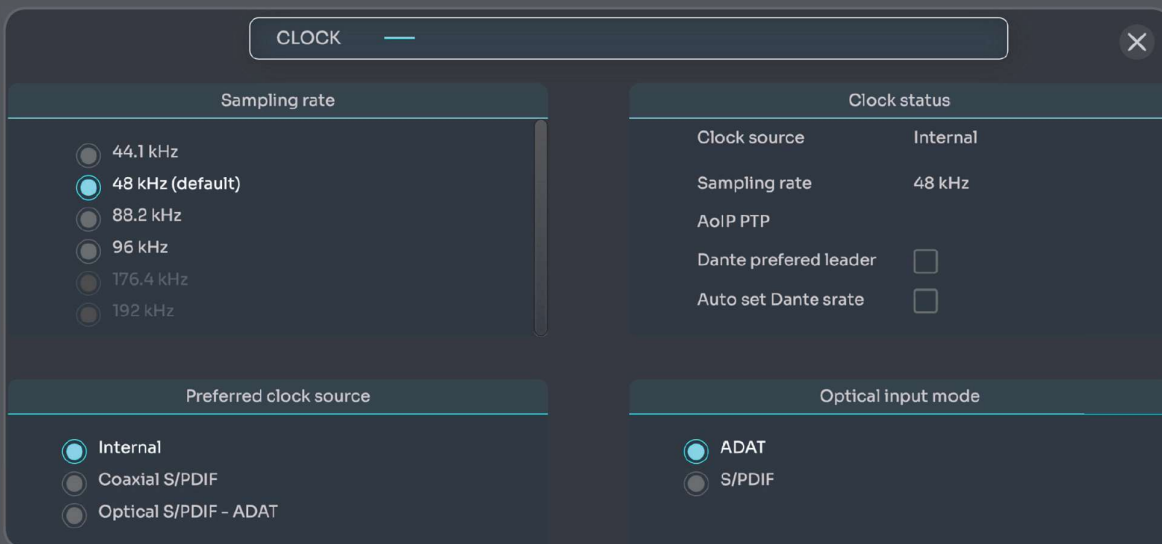 CLOCK
Sampling rate
44.1 kHz
48 kHz (default)
88.2 kHz
96 kHz
176.4 kHz
192 kHz
Clock status
Clock source Internal
Sampling rate 48 kHz
AoIP PTP
Dante prefered leader
Auto set Dante srate
Preferred clock source
Internal
Coaxial S/PDIF
Optical S/PDIF - ADAT
Optical input mode
ADAT
S/PDIF